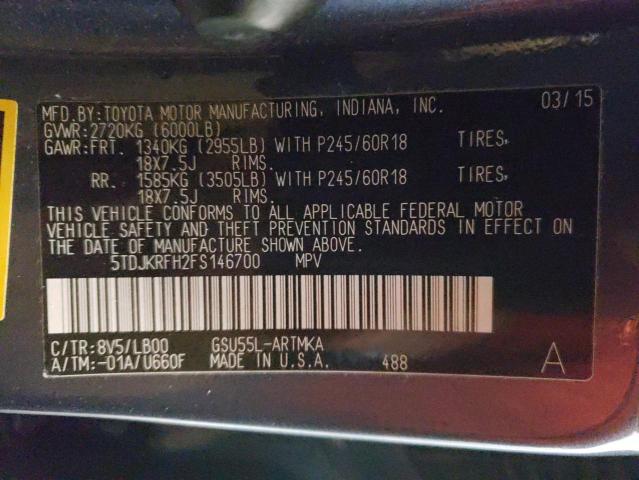 MFD.BY:TOYOTA MOTOR MANUFACTURING, INDIANA, INC. 03/15
GVWR:2720KG (6000LB)
GAWR:FRT. 1340KG (2955LB) WITH P245/60R18 TIRES,
18X7.5J RIMS.
RR. 1585KG (3505LB) WITH P245/60R18 TIRES,
18X7.5J RIMS.
THIS VEHICLE CONFORMS TO ALL APPLICABLE FEDERAL MOTOR
VEHICLE SAFETY AND THEFT PREVENTION STANDARDS IN EFFECT ON
THE DATE OF MANUFACTURE SHOWN ABOVE.
5TDJKRFH2FS146700 MPV
C/TR:8V5/LB00 GSU55L-ARTMKA
A/TM:-01A/U660F MADE IN U.S.A. 488 A